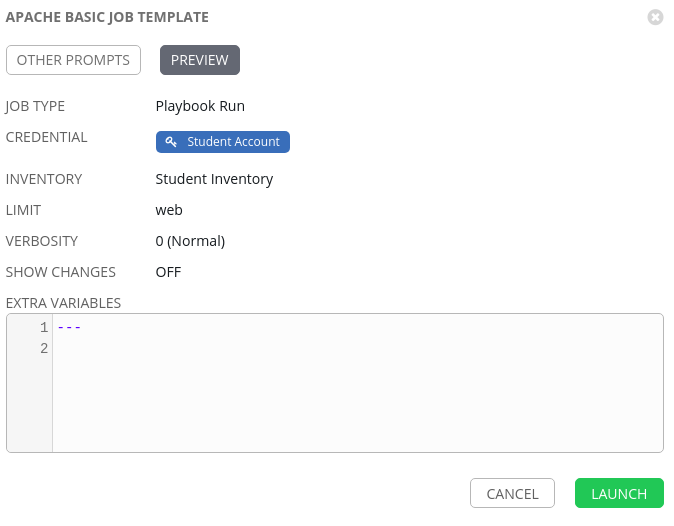 APACHE BASIC JOB TEMPLATE
OTHER PROMPTS PREVIEW
JOB TYPE Playbook Run
CREDENTIAL Student Account
INVENTORY Student Inventory
LIMIT web
VERBOSITY 0 (Normal)
SHOW CHANGES OFF
EXTRA VARIABLES
1 ---
2
CANCEL LAUNCH